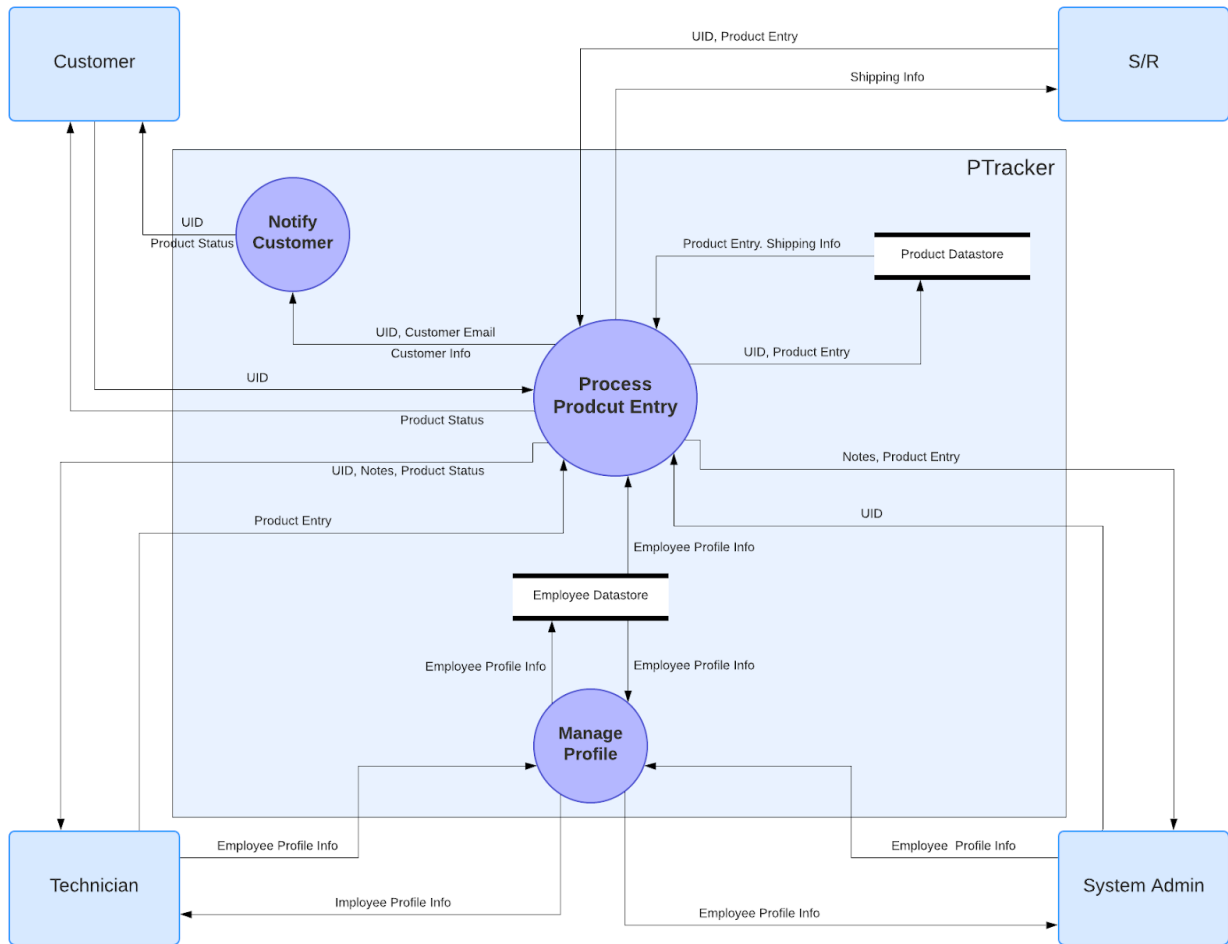 Customer
UID, Product Entry
S/R
Shipping Info
PTracker
Notify
Customer
UID
Product Status
Product Entry. Shipping Info
Product Datastore
UID, Customer Email
Customer Info
UID, Product Entry
UID
Process
Prodcut Entry
Product Status
UID, Notes, Product Status
Notes, Product Entry
Product Entry
UID
Employee Profile Info
Employee Datastore
Employee Profile Info
Employee Profile Info
Manage
Profile
Employee Profile Info
Employee  Profile Info
Technician
System Admin
Imployee Profile Info
Employee Profile Info